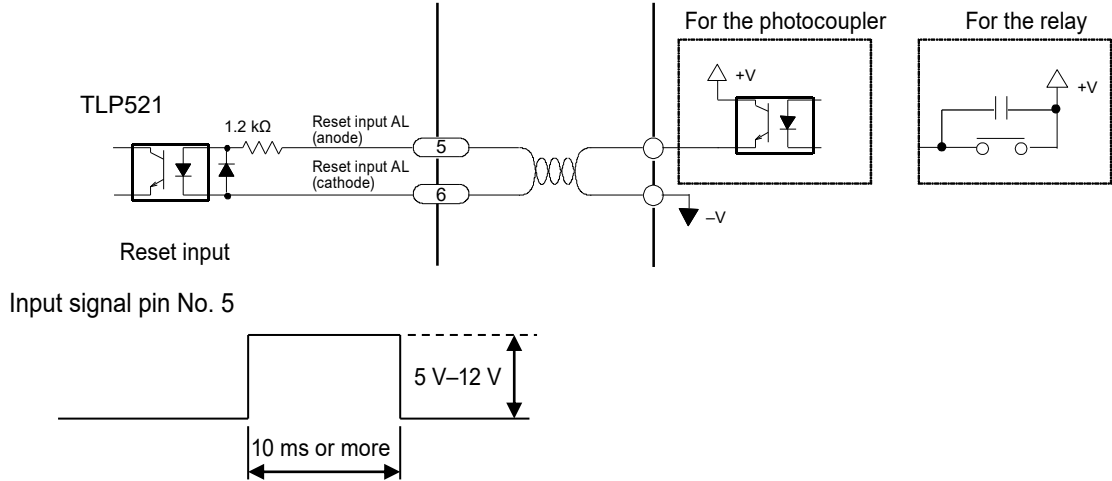 For the photocoupler
For the relay
+V
+V
TLP521
1.2 kΩ
Reset input AL
(anode)
5
Reset input AL
(cathode)
6
–V
Reset input
Input signal pin No. 5
5 V–12 V
10 ms or more